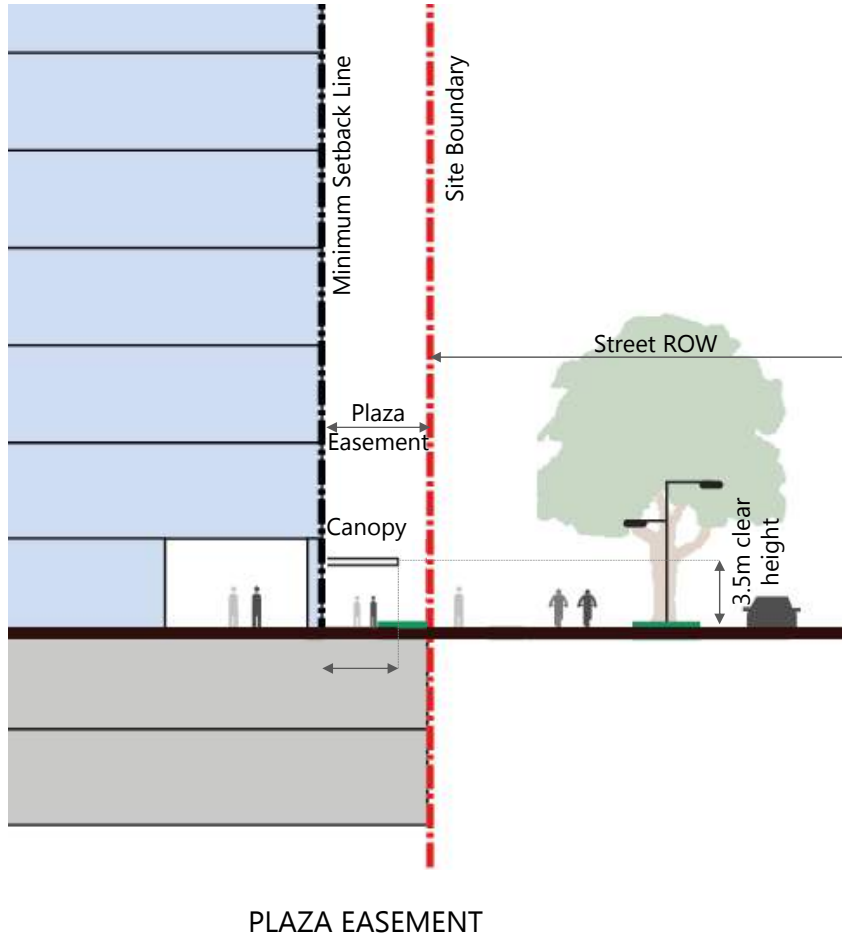 Minimum Setback Line
Site Boundary
Street ROW
Plaza
Easement
Canopy
3.5m clear
height
PLAZA EASEMENT